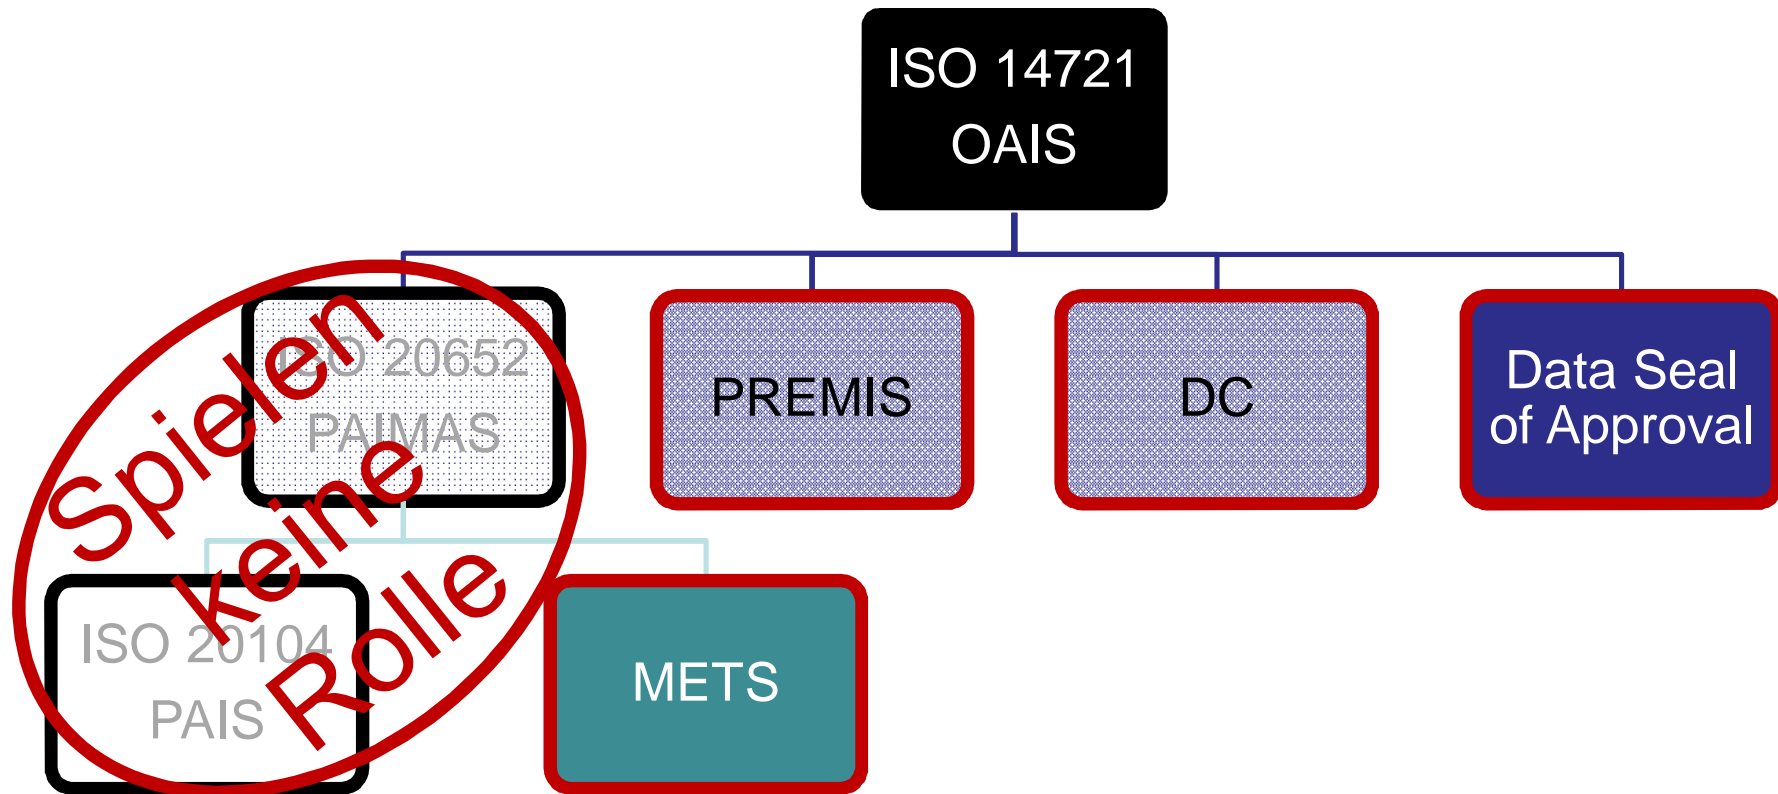 ISO 14721
OAIS
ISO 20652
PAIMAS
PREMIS
DC
Data Seal
of Approval
ISO 20104
PAIS
METS
Spielen
keine
Rolle